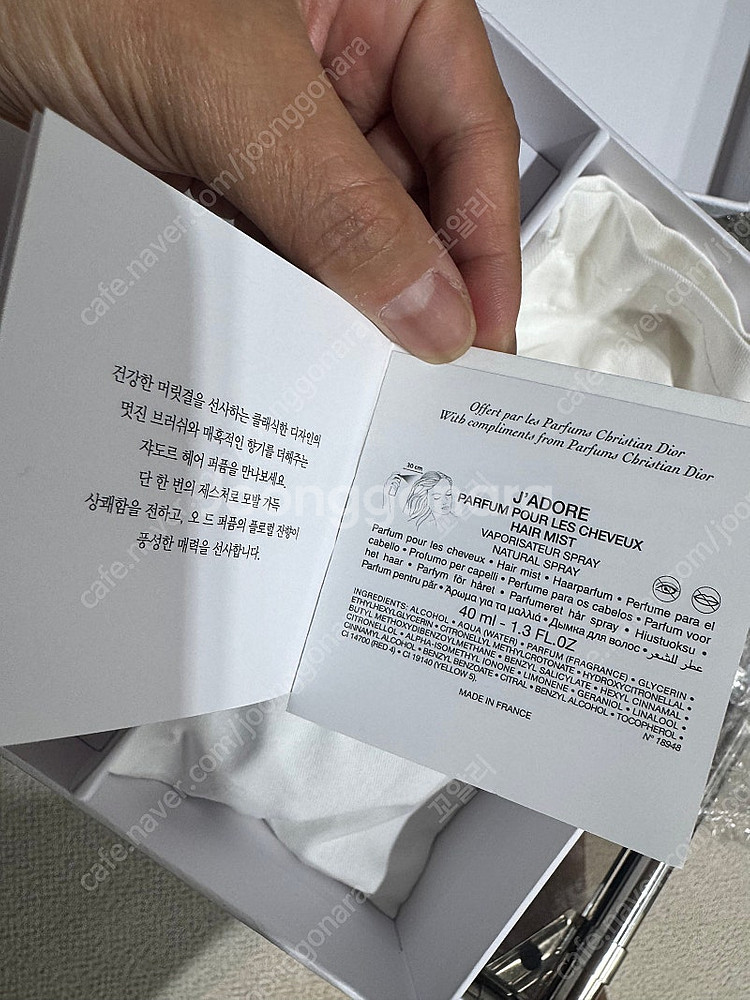 건강한 머릿결을 선사하는 클래식한 디자인의
멋진 브러쉬와 매혹적인 향기를 더해주는
쟈도르 헤어 퍼퓸을 만나보세요.
단 한 번의 제스처로 모발 가득
상쾌함을 전하고, 오 드 퍼퓸의 플로럴 잔향이
풍성한 매력을 선사합니다.
Offert par les Parfums Christian Dior
With compliments from Parfums Christian Dior
30 cm
J'ADORE
PARFUM POUR LES CHEVEUX
HAIR MIST
VAPORISATEUR SPRAY
NATURAL SPRAY
Parfum pour les cheveux • Hair mist • Haarparfum • Perfume para el
cabello • Profumo per capelli • Perfume para os cabelos • Parfum voor
het haar • Parfym för håret • Parfumeret hår spray • Hiustuoksu •
Parfum pentru păr • Άρωμα για τα μαλλιά • Дымка для волос • عطر للشعر
40 ml - 1.3 FL.OZ
INGREDIENTS: ALCOHOL • AQUA (WATER) • PARFUM (FRAGRANCE) • GLYCERIN •
ETHYLHEXYLGLYCERIN • CITRONELLYL METHYLCROTONATE • HYDROXYCITRONELLAL •
BUTYL METHOXYDIBENZOYLMETHANE • BENZYL SALICYLATE • HEXYL CINNAMAL •
CITRONELLOL • ALPHA-ISOMETHYL IONONE • LIMONENE • GERANIOL • LINALOOL •
CINNAMYL ALCOHOL • BENZYL BENZOATE • CITRAL • BENZYL ALCOHOL • TOCOPHEROL •
CI 14700 (RED 4) • CI 19140 (YELLOW 5).
N° 18948
MADE IN FRANCE
joonggonara
cafe.naver.com/joonggonara
꼬알리